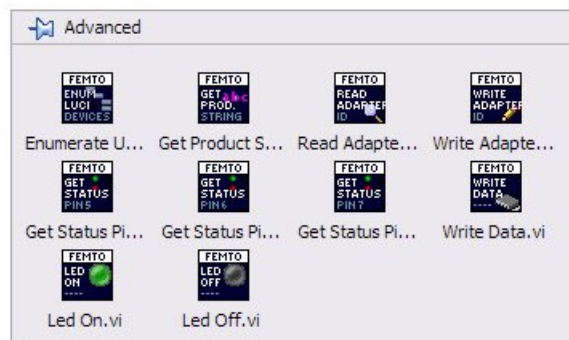 Advanced
FEMTO FEMTO FEMTO FEMTO
ENUM GET abc READ WRITE
LUCI PROD. ADAPTER ADAPTER
DEVICES STRING ID ID
Enumerate U... Get Product S... Read Adapte... Write Adapte...
FEMTO FEMTO FEMTO FEMTO
GET GET GET WRITE
STATUS STATUS STATUS DATA
PIN5 PIN6 PIN7 ----
Get Status Pi... Get Status Pi... Get Status Pi... Write Data.vi
FEMTO FEMTO
LED LED
ON OFF
---- ----
Led On.vi Led Off.vi